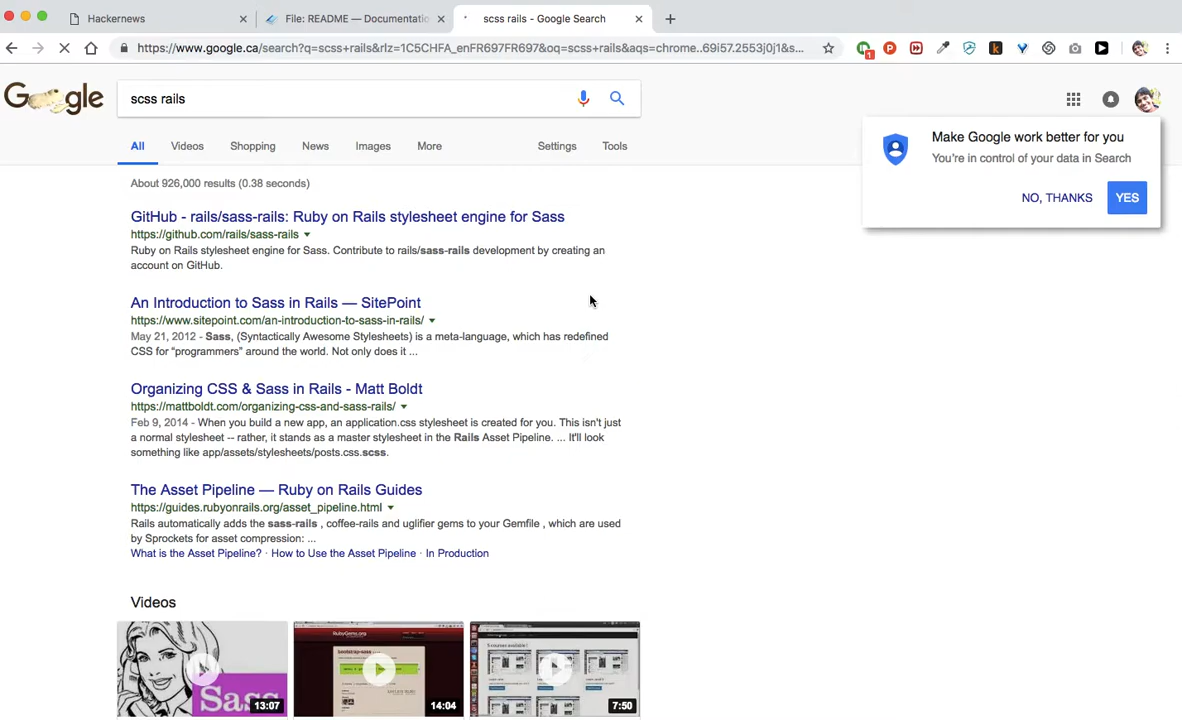 Hackernews
File: README — Documentatio
scss rails - Google Search
https://www.google.ca/search?q=scss+rails&rlz=1C5CHFA_enFR697FR697&oq=scss+rails&aqs=chrome..69i57.2553j0j1&s...
1
scss rails
All
Videos
Shopping
News
Images
More
Settings
Tools
Make Google work better for you
You're in control of your data in Search
NO, THANKS
YES
About 926,000 results (0.38 seconds)
GitHub - rails/sass-rails: Ruby on Rails stylesheet engine for Sass
https://github.com/rails/sass-rails
Ruby on Rails stylesheet engine for Sass. Contribute to rails/sass-rails development by creating an
account on GitHub.
An Introduction to Sass in Rails — SitePoint
https://www.sitepoint.com/an-introduction-to-sass-in-rails/
May 21, 2012 - Sass, (Syntactically Awesome Stylesheets) is a meta-language, which has redefined
CSS for “programmers” around the world. Not only does it ...
Organizing CSS & Sass in Rails - Matt Boldt
https://mattboldt.com/organizing-css-and-sass-rails/
Feb 9, 2014 - When you build a new app, an application.css stylesheet is created for you. This isn't just
a normal stylesheet -- rather, it stands as a master stylesheet in the Rails Asset Pipeline. ... It'll look
something like app/assets/stylesheets/posts.css.scss.
The Asset Pipeline — Ruby on Rails Guides
https://guides.rubyonrails.org/asset_pipeline.html
Rails automatically adds the sass-rails , coffee-rails and uglifier gems to your Gemfile , which are used
by Sprockets for asset compression: ...
What is the Asset Pipeline? · How to Use the Asset Pipeline · In Production
Videos
Sass
13:07
RubyGems.org
bootstrap-sass
14:04
7:50